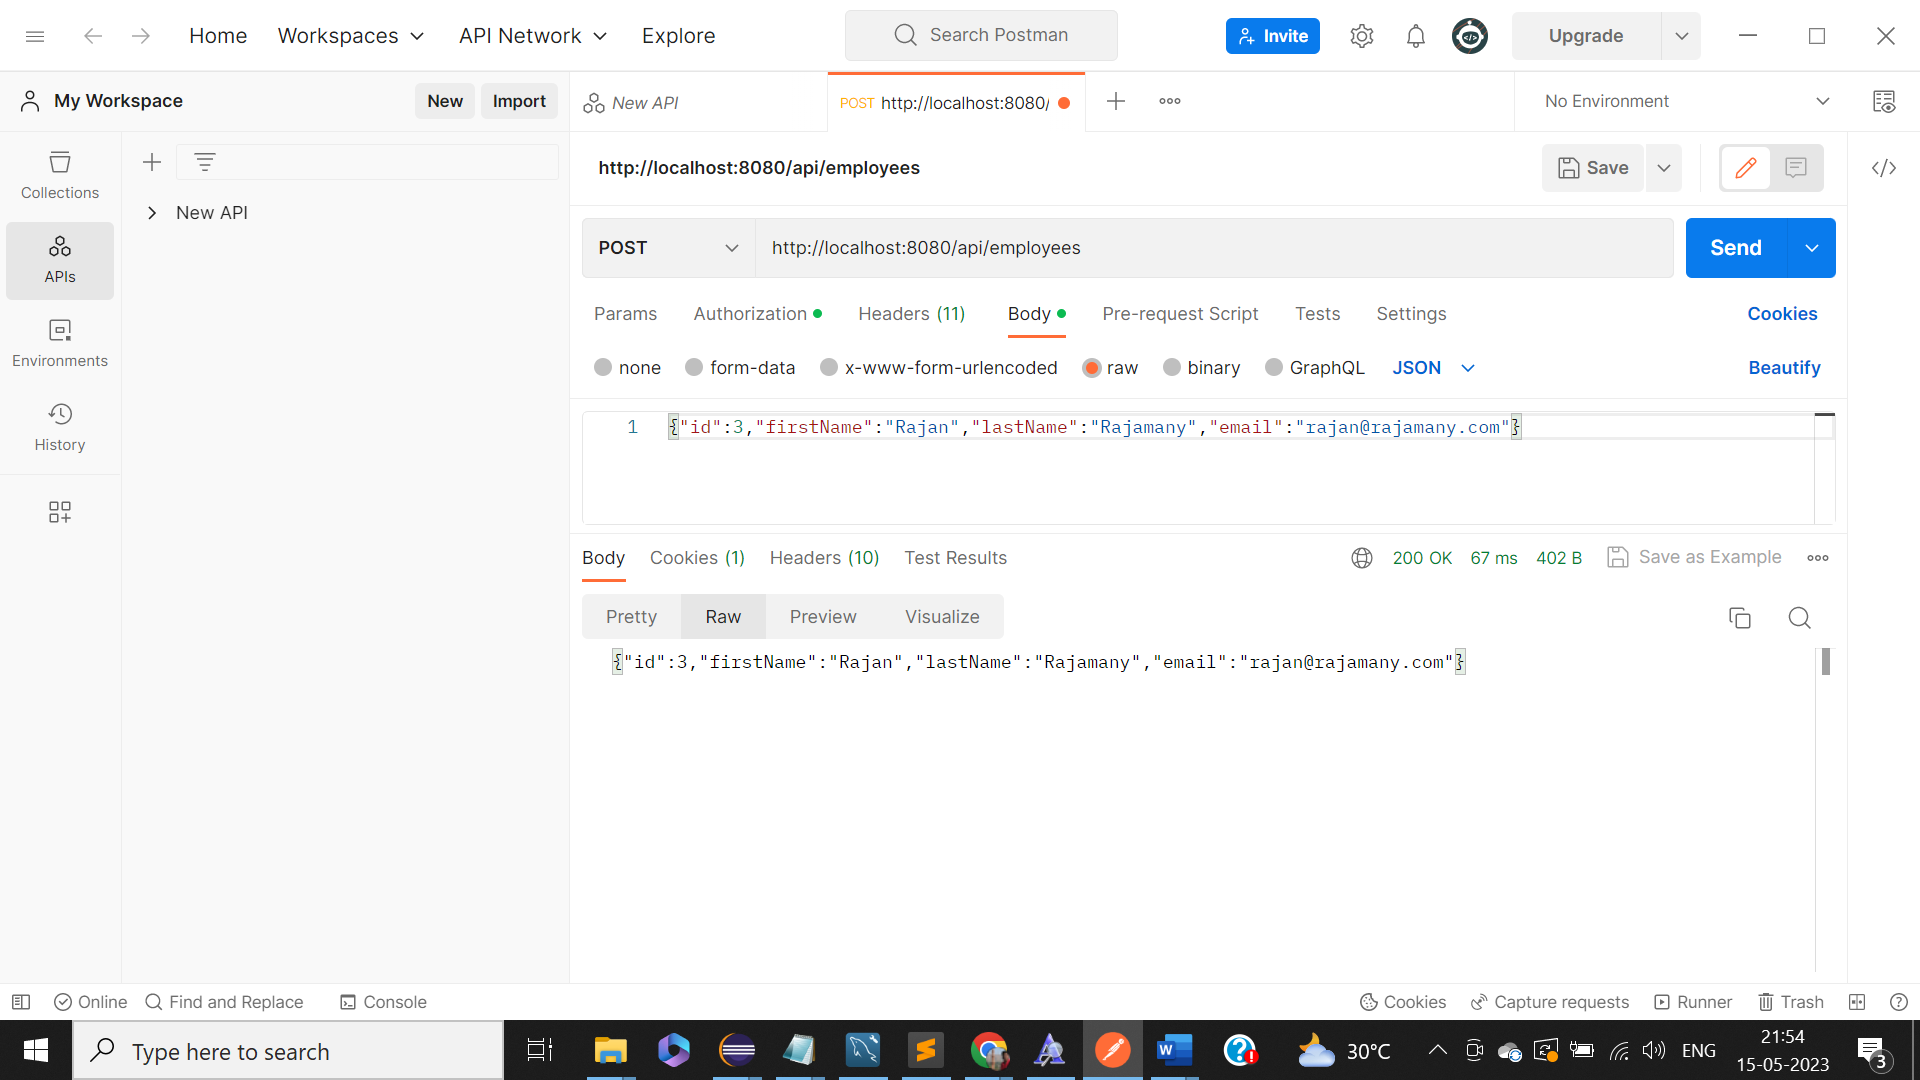 Home Workspaces API Network Explore Search Postman Invite Upgrade
My Workspace New Import New API POST http://localhost:8080/ No Environment
http://localhost:8080/api/employees Save
Collections
New API
APIs
Environments
History
POST http://localhost:8080/api/employees Send
Params Authorization Headers (11) Body Pre-request Script Tests Settings Cookies
none form-data x-www-form-urlencoded raw binary GraphQL JSON Beautify
1 {"id":3,"firstName":"Rajan","lastName":"Rajamany","email":"rajan@rajamany.com"}
Body Cookies (1) Headers (10) Test Results 200 OK 67 ms 402 B Save as Example
Pretty Raw Preview Visualize
{"id":3,"firstName":"Rajan","lastName":"Rajamany","email":"rajan@rajamany.com"}
Online Find and Replace Console Cookies Capture requests Runner Trash
Type here to search 30°C ENG 21:54
15-05-2023 3